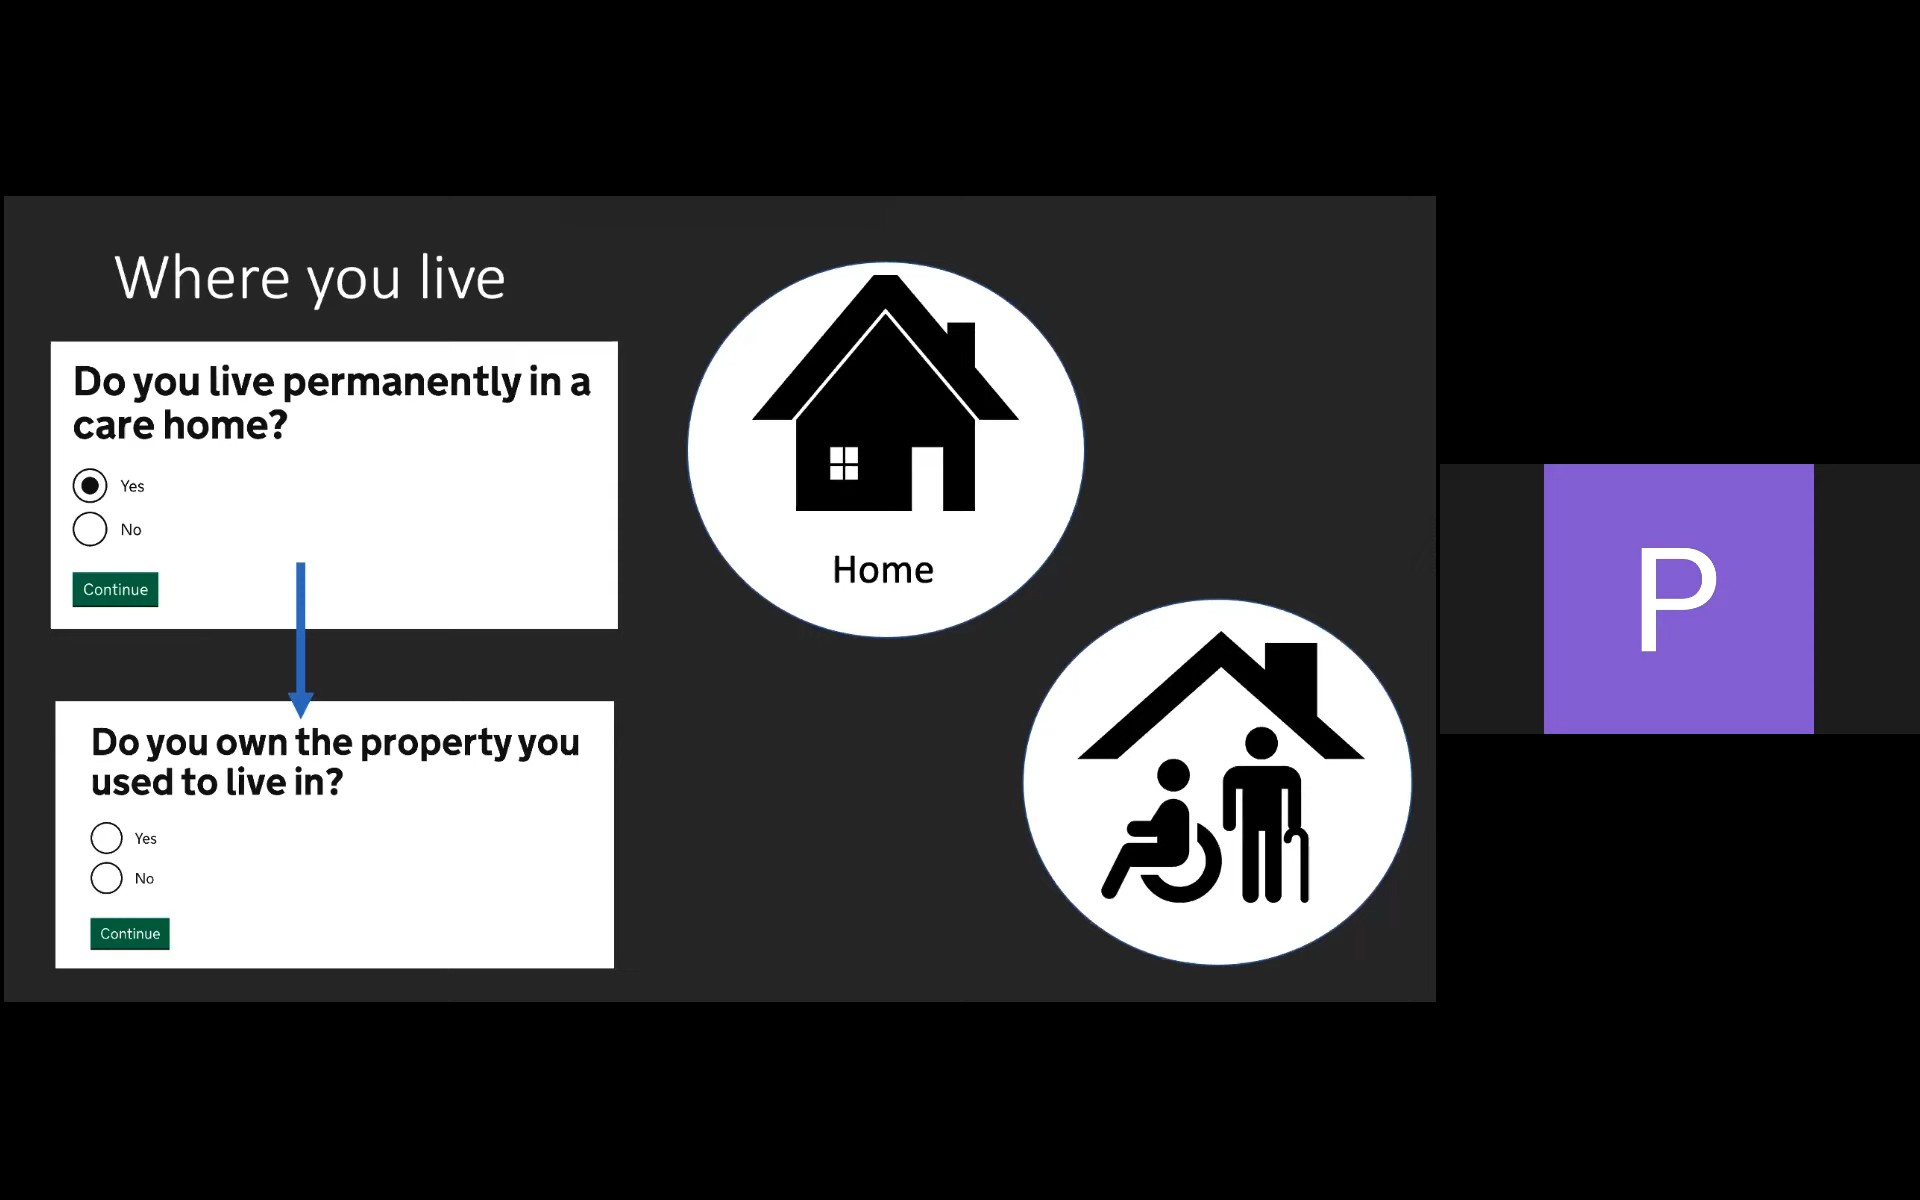 Where you live
Do you live permanently in a
care home?
Yes
No
Continue
Do you own the property you
used to live in?
Yes
No
Continue
Home
P